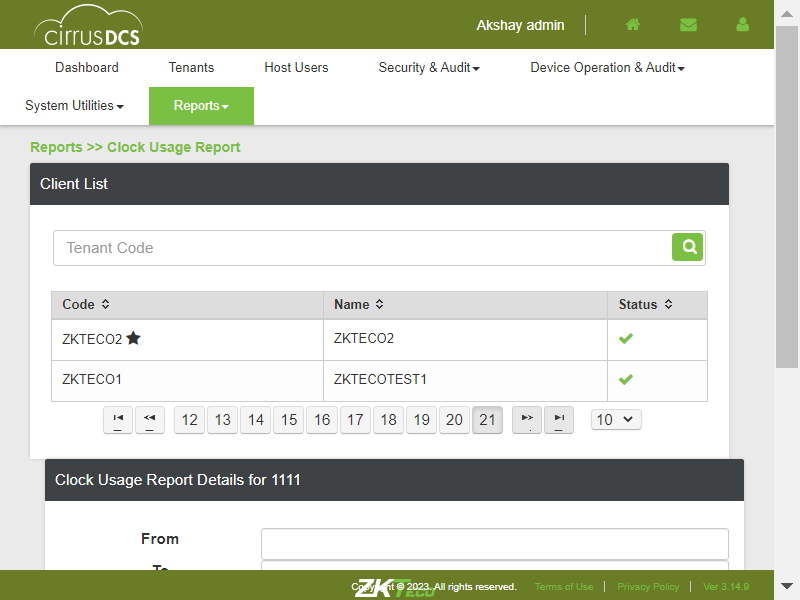 cirrusDCS
Akshay admin
Dashboard Tenants Host Users Security & Audit Device Operation & Audit
System Utilities Reports
Reports >> Clock Usage Report
Client List
Tenant Code
Code Name Status
ZKTECO2 ZKTECO2
ZKTECO1 ZKTECOTEST1
12 13 14 15 16 17 18 19 20 21 10
Clock Usage Report Details for 1111
From
To
ZKTeco
Copyright © 2023. All rights reserved. Terms of Use Privacy Policy Ver 3.14.9